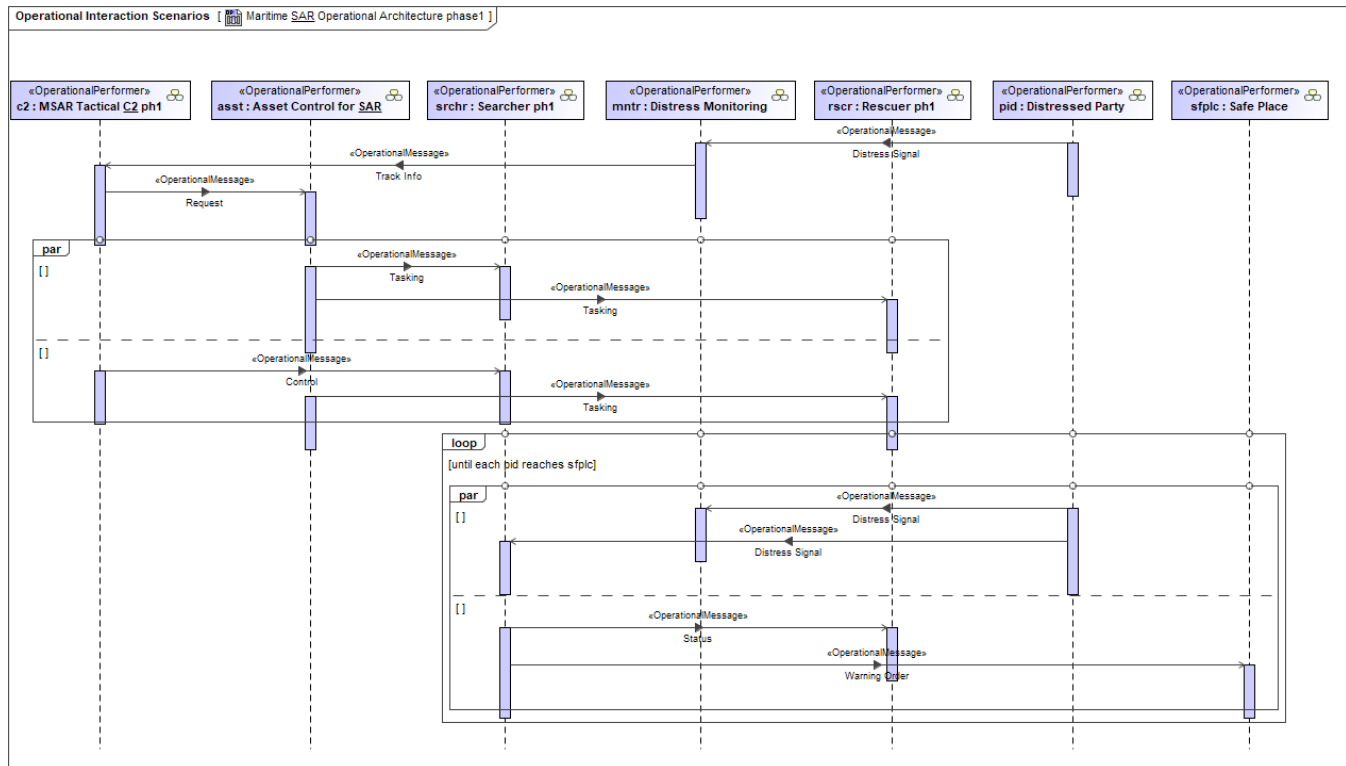 Operational Interaction Scenarios [ Maritime SAR Operational Architecture phase1 ]
«OperationalPerformer»
c2 : MSAR Tactical C2 ph1
«OperationalPerformer»
asst : Asset Control for SAR
«OperationalPerformer»
srchr : Searcher ph1
«OperationalPerformer»
mntr : Distress Monitoring
«OperationalPerformer»
rscr : Rescuer ph1
«OperationalPerformer»
pid : Distressed Party
«OperationalPerformer»
sfplc : Safe Place
«OperationalMessage»
Distress Signal
«OperationalMessage»
Track Info
«OperationalMessage»
Request
par
[ ]
«OperationalMessage»
Tasking
«OperationalMessage»
Tasking
[ ]
«OperationalMessage»
Control
«OperationalMessage»
Tasking
loop
[until each pid reaches sfplc]
par
[ ]
«OperationalMessage»
Distress Signal
«OperationalMessage»
Distress Signal
[ ]
«OperationalMessage»
Status
«OperationalMessage»
Warning Order